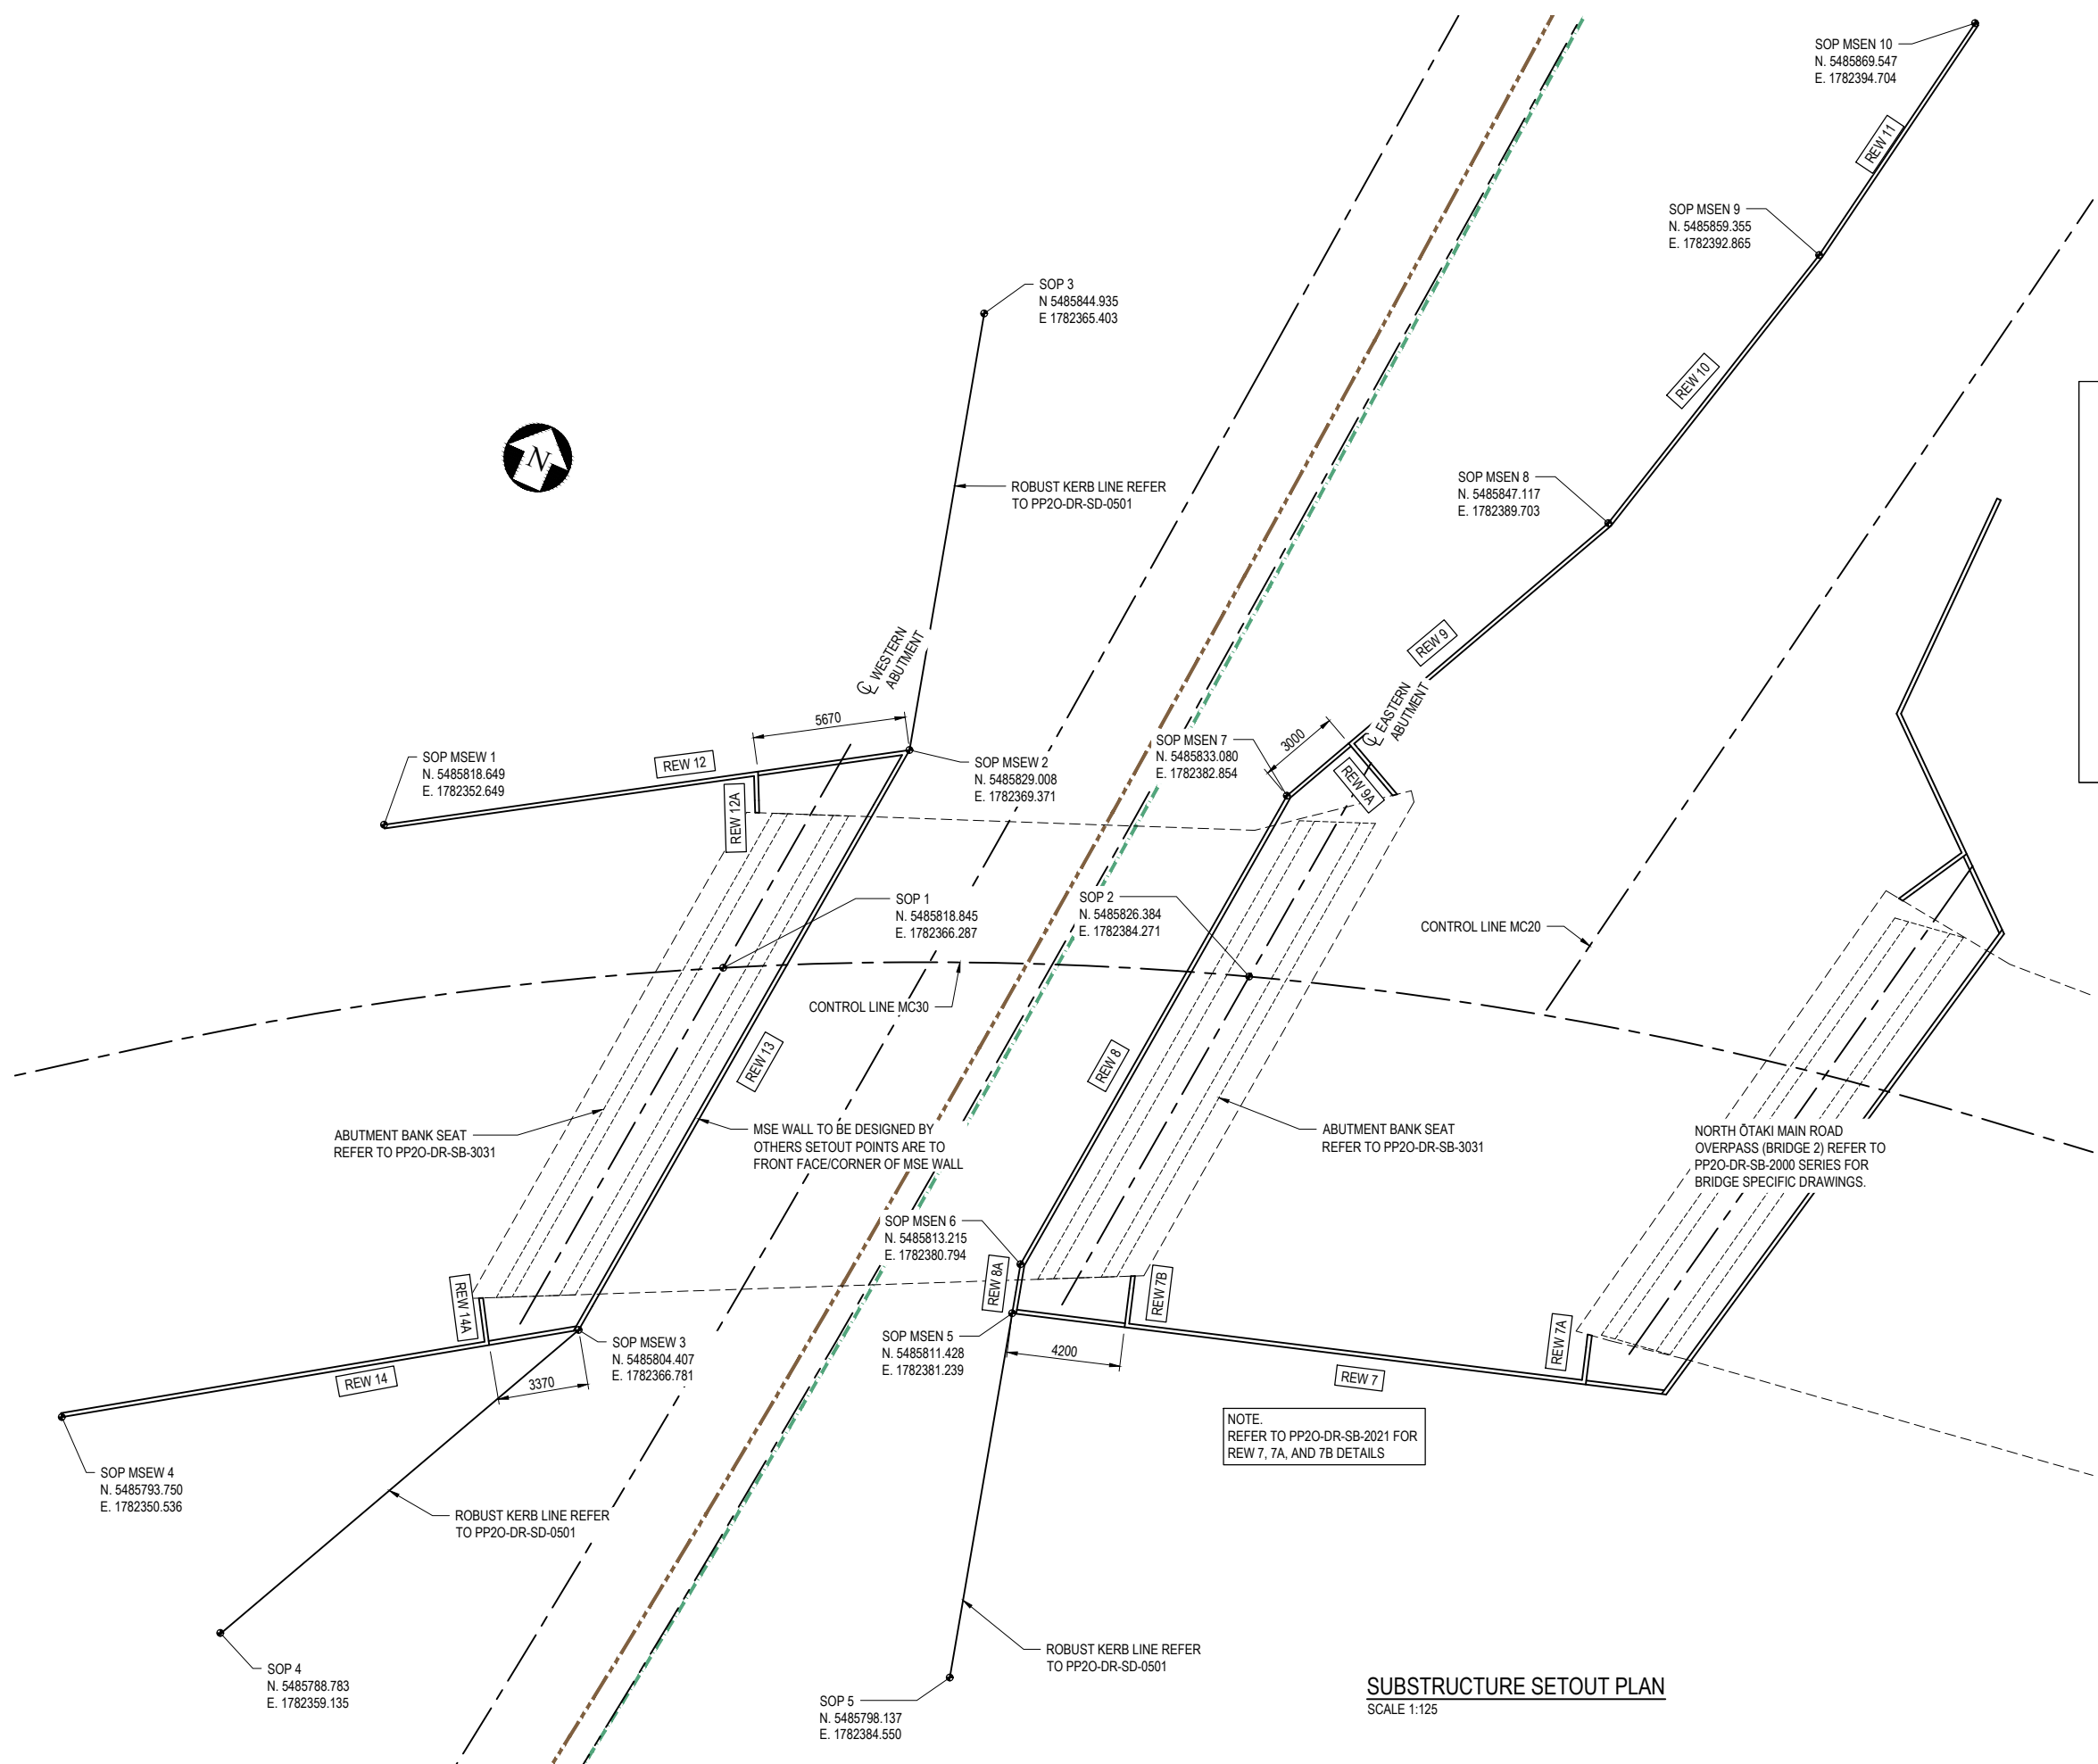 SOP MSEN 10
N. 5485869.547
E. 1782394.704
REW 11
SOP MSEN 9
N. 5485859.355
E. 1782392.865
SOP 3
N 5485844.935
E 1782365.403
REW 10
N
ROBUST KERB LINE REFER
TO PP2O-DR-SD-0501
SOP MSEN 8
N. 5485847.117
E. 1782389.703
REW 9
℄ WESTERN
ABUTMENT
℄ EASTERN
ABUTMENT
5670
3000
SOP MSEW 1
N. 5485818.649
E. 1782352.649
REW 12
REW 12A
SOP MSEW 2
N. 5485829.008
E. 1782369.371
SOP MSEN 7
N. 5485833.080
E. 1782382.854
REW 9A
SOP 1
N. 5485818.845
E. 1782366.287
SOP 2
N. 5485826.384
E. 1782384.271
CONTROL LINE MC20
CONTROL LINE MC30
REW 13
REW 8
ABUTMENT BANK SEAT
REFER TO PP2O-DR-SB-3031
MSE WALL TO BE DESIGNED BY
OTHERS SETOUT POINTS ARE TO
FRONT FACE/CORNER OF MSE WALL
ABUTMENT BANK SEAT
REFER TO PP2O-DR-SB-3031
NORTH ŌTAKI MAIN ROAD
OVERPASS (BRIDGE 2) REFER TO
PP2O-DR-SB-2000 SERIES FOR
BRIDGE SPECIFIC DRAWINGS.
SOP MSEN 6
N. 5485813.215
E. 1782380.794
REW 8A
REW 7B
REW 14A
REW 7A
SOP MSEW 3
N. 5485804.407
E. 1782366.781
SOP MSEN 5
N. 5485811.428
E. 1782381.239
4200
REW 14
3370
REW 7
NOTE.
REFER TO PP2O-DR-SB-2021 FOR
REW 7, 7A, AND 7B DETAILS
SOP MSEW 4
N. 5485793.750
E. 1782350.536
ROBUST KERB LINE REFER
TO PP2O-DR-SD-0501
SOP 4
N. 5485788.783
E. 1782359.135
ROBUST KERB LINE REFER
TO PP2O-DR-SD-0501
SOP 5
N. 5485798.137
E. 1782384.550
SUBSTRUCTURE SETOUT PLAN
SCALE 1:125